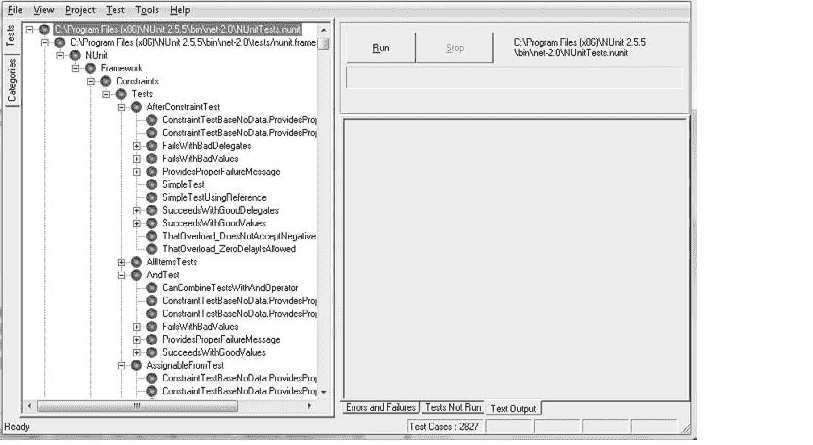 File View Project Test Tools Help
Tests
Categories
C:\Program Files (x86)\NUnit 2.5.5\bin\net-2.0\NUnitTests.nunit
C:\Program Files (x86)\NUnit 2.5.5\bin\net-2.0\tests/nunit.frame
NUnit
Framework
Constraints
Tests
AfterConstraintTest
ConstraintTestBaseNoData.ProvidesProp
ConstraintTestBaseNoData.ProvidesProp
FailsWithBadDelegates
FailsWithBadValues
ProvidesProperFailureMessage
SimpleTest
SimpleTestUsingReference
SucceedsWithGoodDelegates
SucceedsWithGoodValues
ThatOverload_DoesNotAcceptNegative
ThatOverload_ZeroDelayIsAllowed
AllItemsTests
AndTest
CanCombineTestsWithAndOperator
ConstraintTestBaseNoData.ProvidesProp
ConstraintTestBaseNoData.ProvidesProp
FailsWithBadValues
ProvidesProperFailureMessage
SucceedsWithGoodValues
AssignableFromTest
ConstraintTestBaseNoData.ProvidesProp
ConstraintTestBaseNoData.ProvidesProp
Run
Stop
C:\Program Files (x86)\NUnit 2.5.5
\bin\net-2.0\NUnitTests.nunit
Errors and Failures Tests Not Run Text Output
Ready
Test Cases : 2827